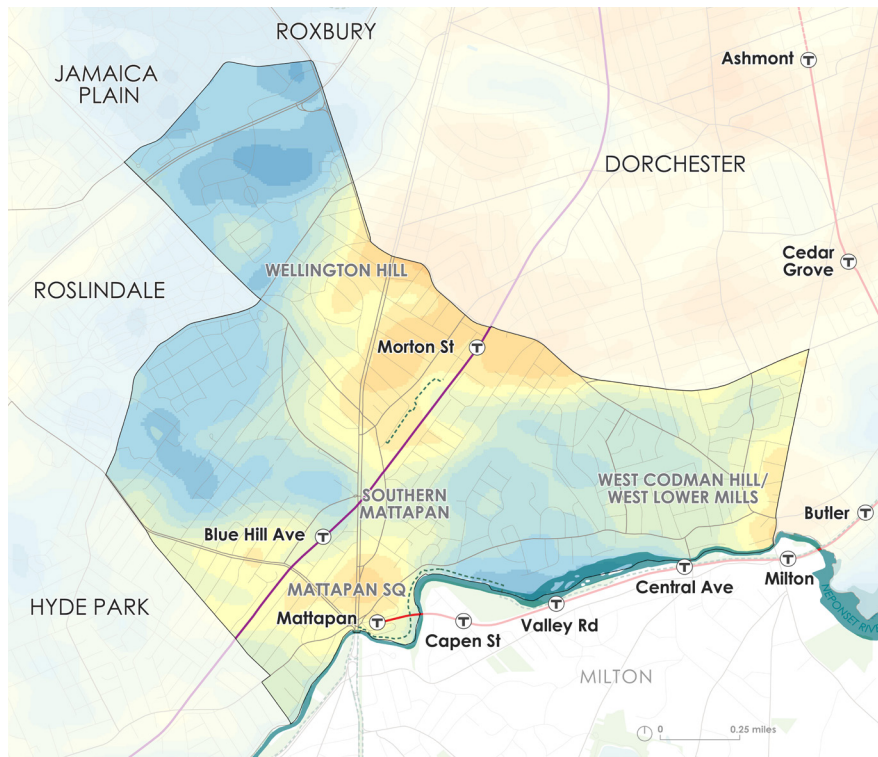 ROXBURY
JAMAICA
PLAIN
Ashmont T
DORCHESTER
Cedar
Grove T
WELLINGTON HILL
ROSLINDALE
Morton St T
WEST CODMAN HILL/
WEST LOWER MILLS
SOUTHERN
MATTAPAN
Butler T
Blue Hill Ave T
T
Milton
T
Central Ave
MATTAPAN SQ
HYDE PARK
Mattapan T
T
Capen St
T
Valley Rd
NEPONSET RIVER
MILTON
0 0.25 miles